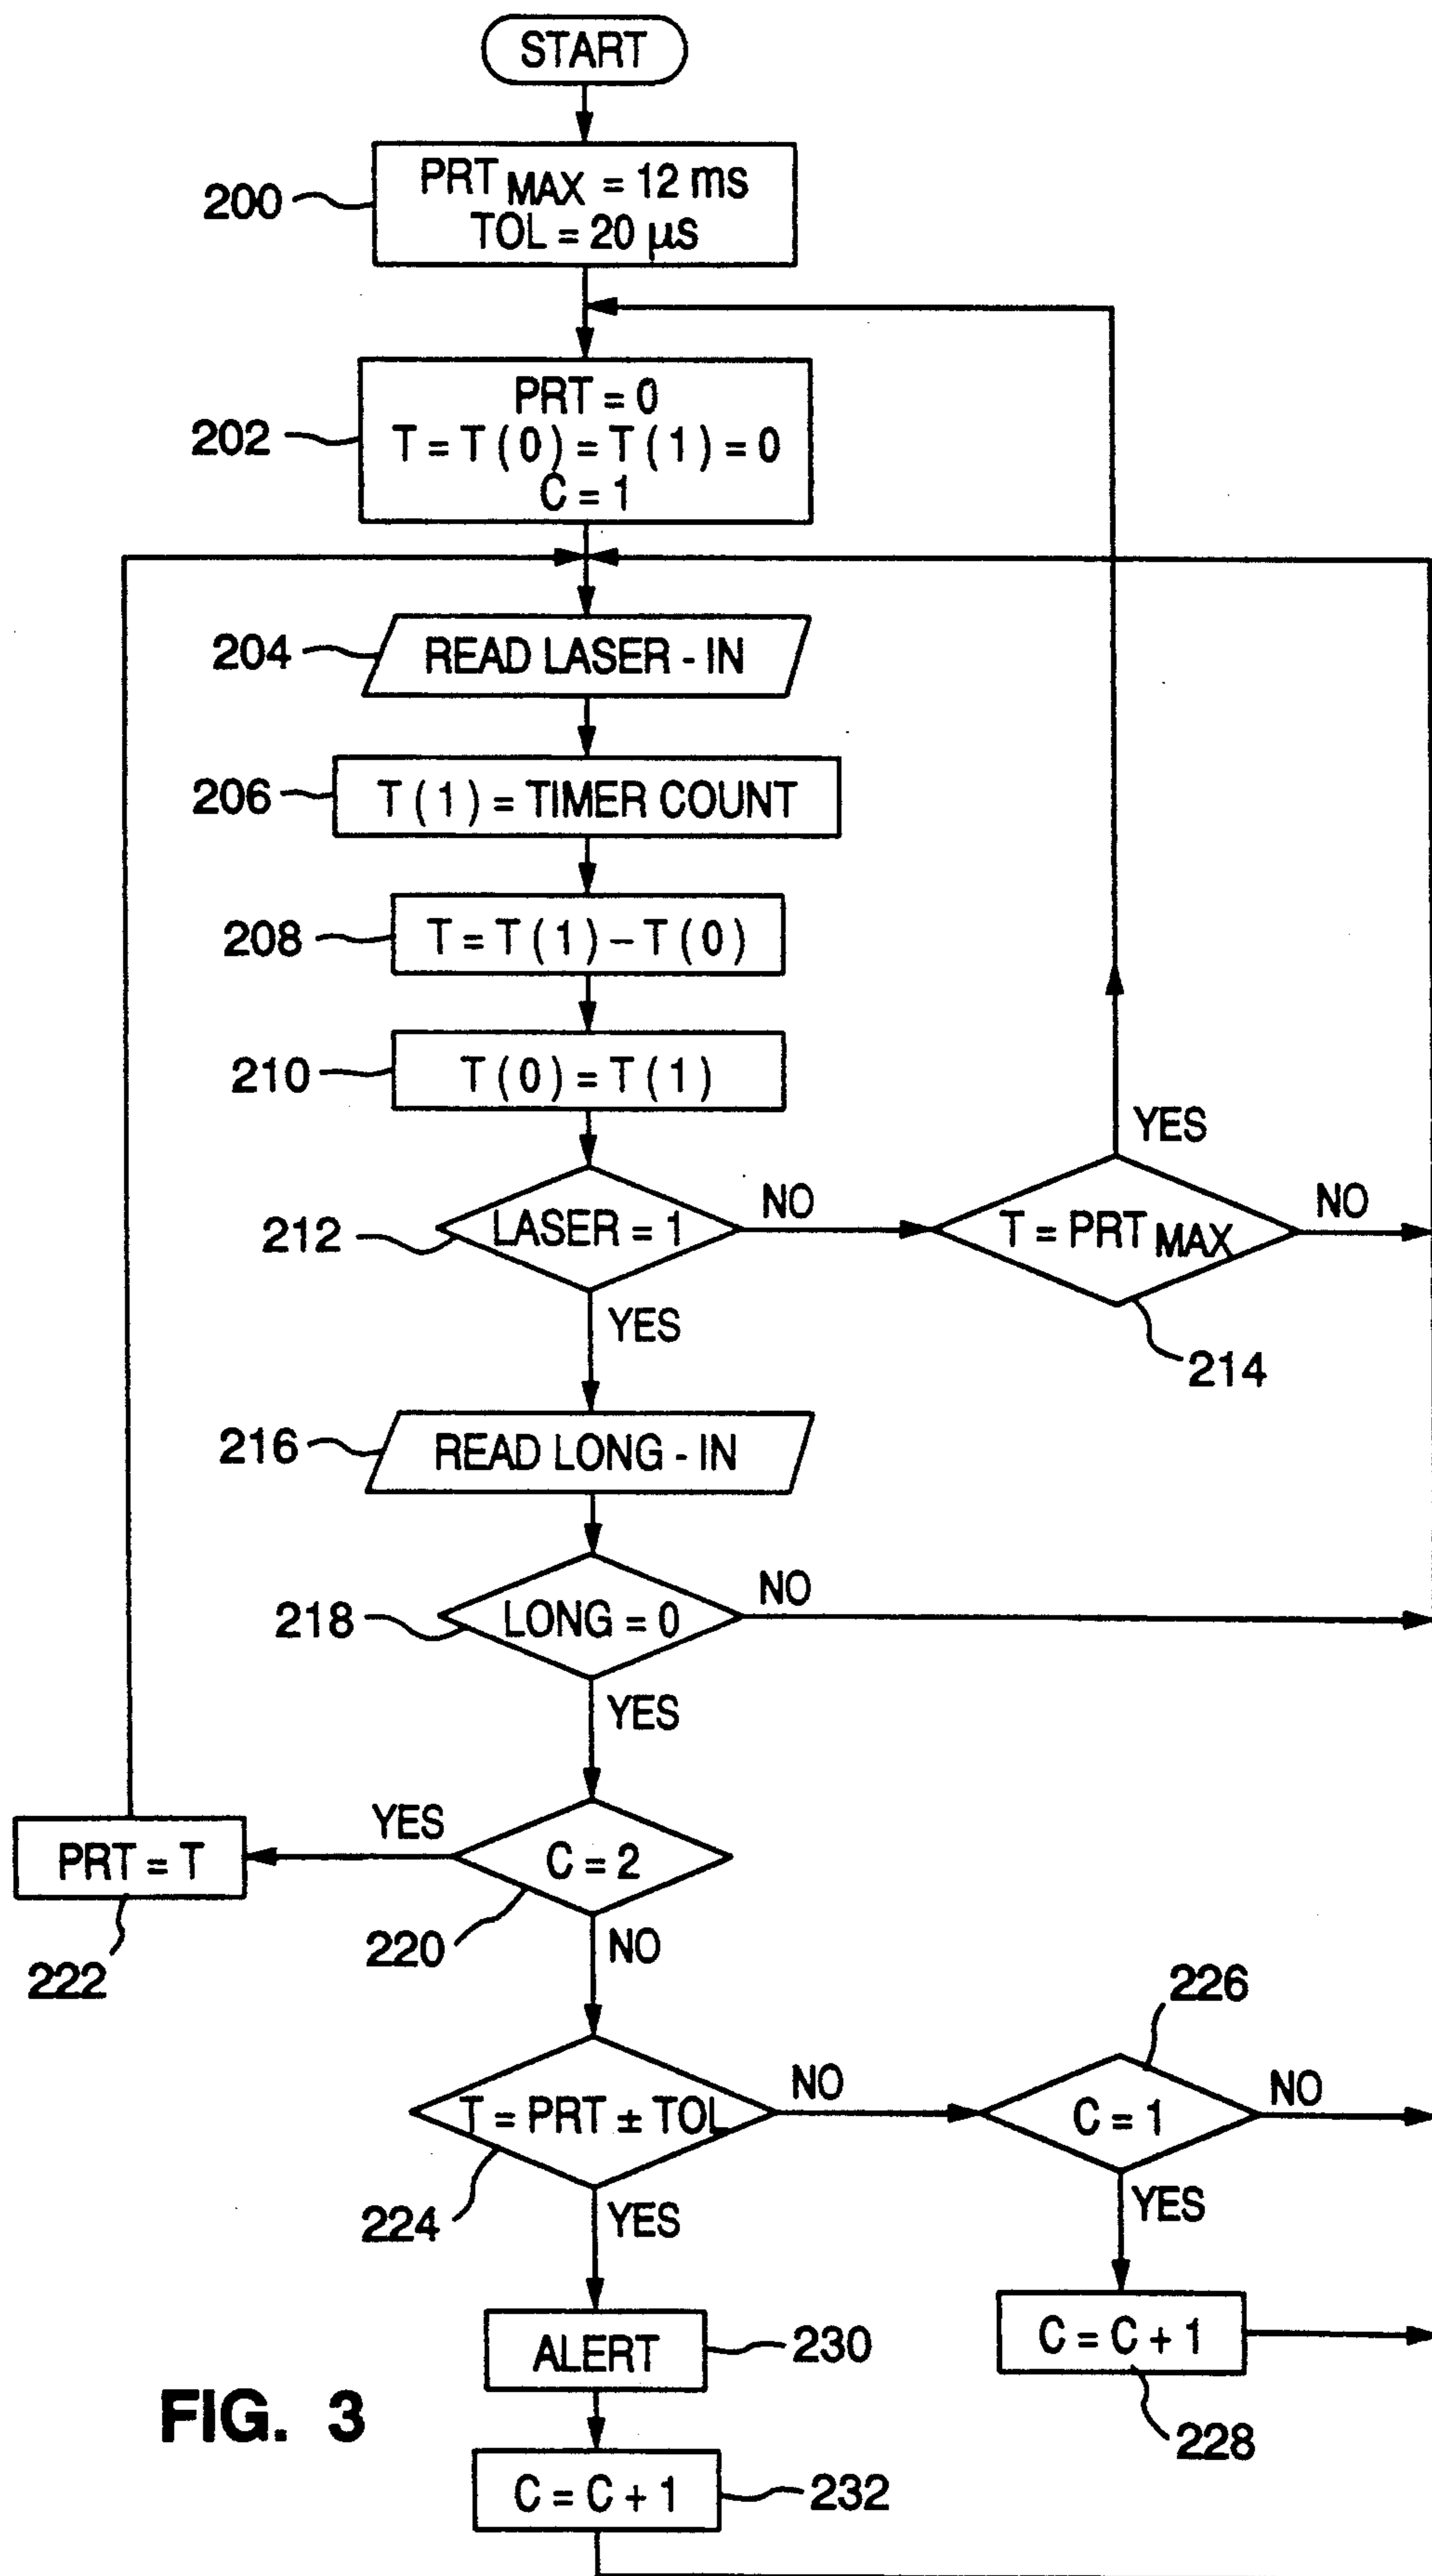 START
200
PRT MAX = 12 ms
TOL = 20 µs
202
PRT = 0
T = T ( 0 ) = T ( 1 ) = 0
C = 1
204
READ LASER - IN
206
T ( 1 ) = TIMER COUNT
208
T = T ( 1 ) – T ( 0 )
210
T ( 0 ) = T ( 1 )
212
LASER = 1
NO
YES
T = PRT MAX
YES
NO
214
216
READ LONG - IN
218
LONG = 0
NO
YES
PRT = T
222
YES
C = 2
220
NO
226
T = PRT ± TOL
NO
224
YES
C = 1
NO
YES
ALERT
230
C = C + 1
228
FIG. 3
C = C + 1
232